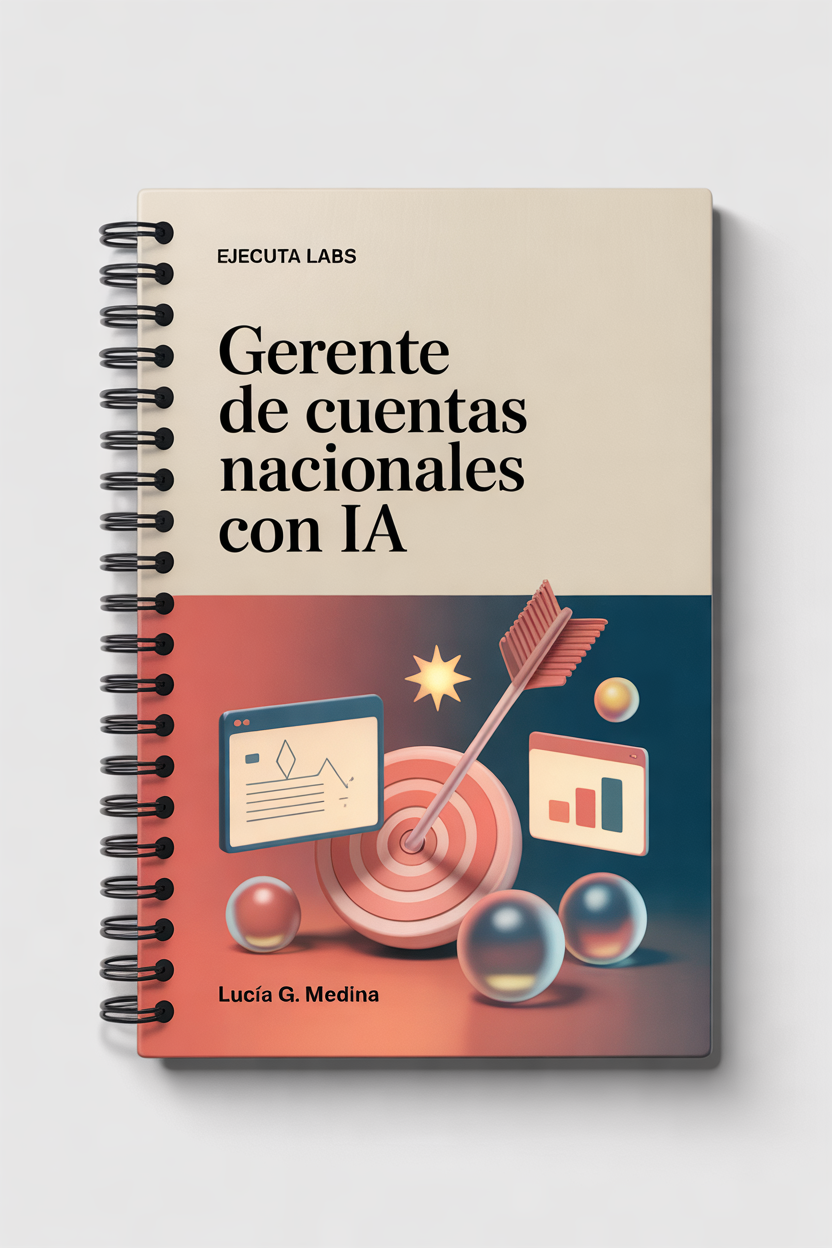 EJECUTA LABS
Gerente
de cuentas
nacionales
con IA
Lucía G. Medina